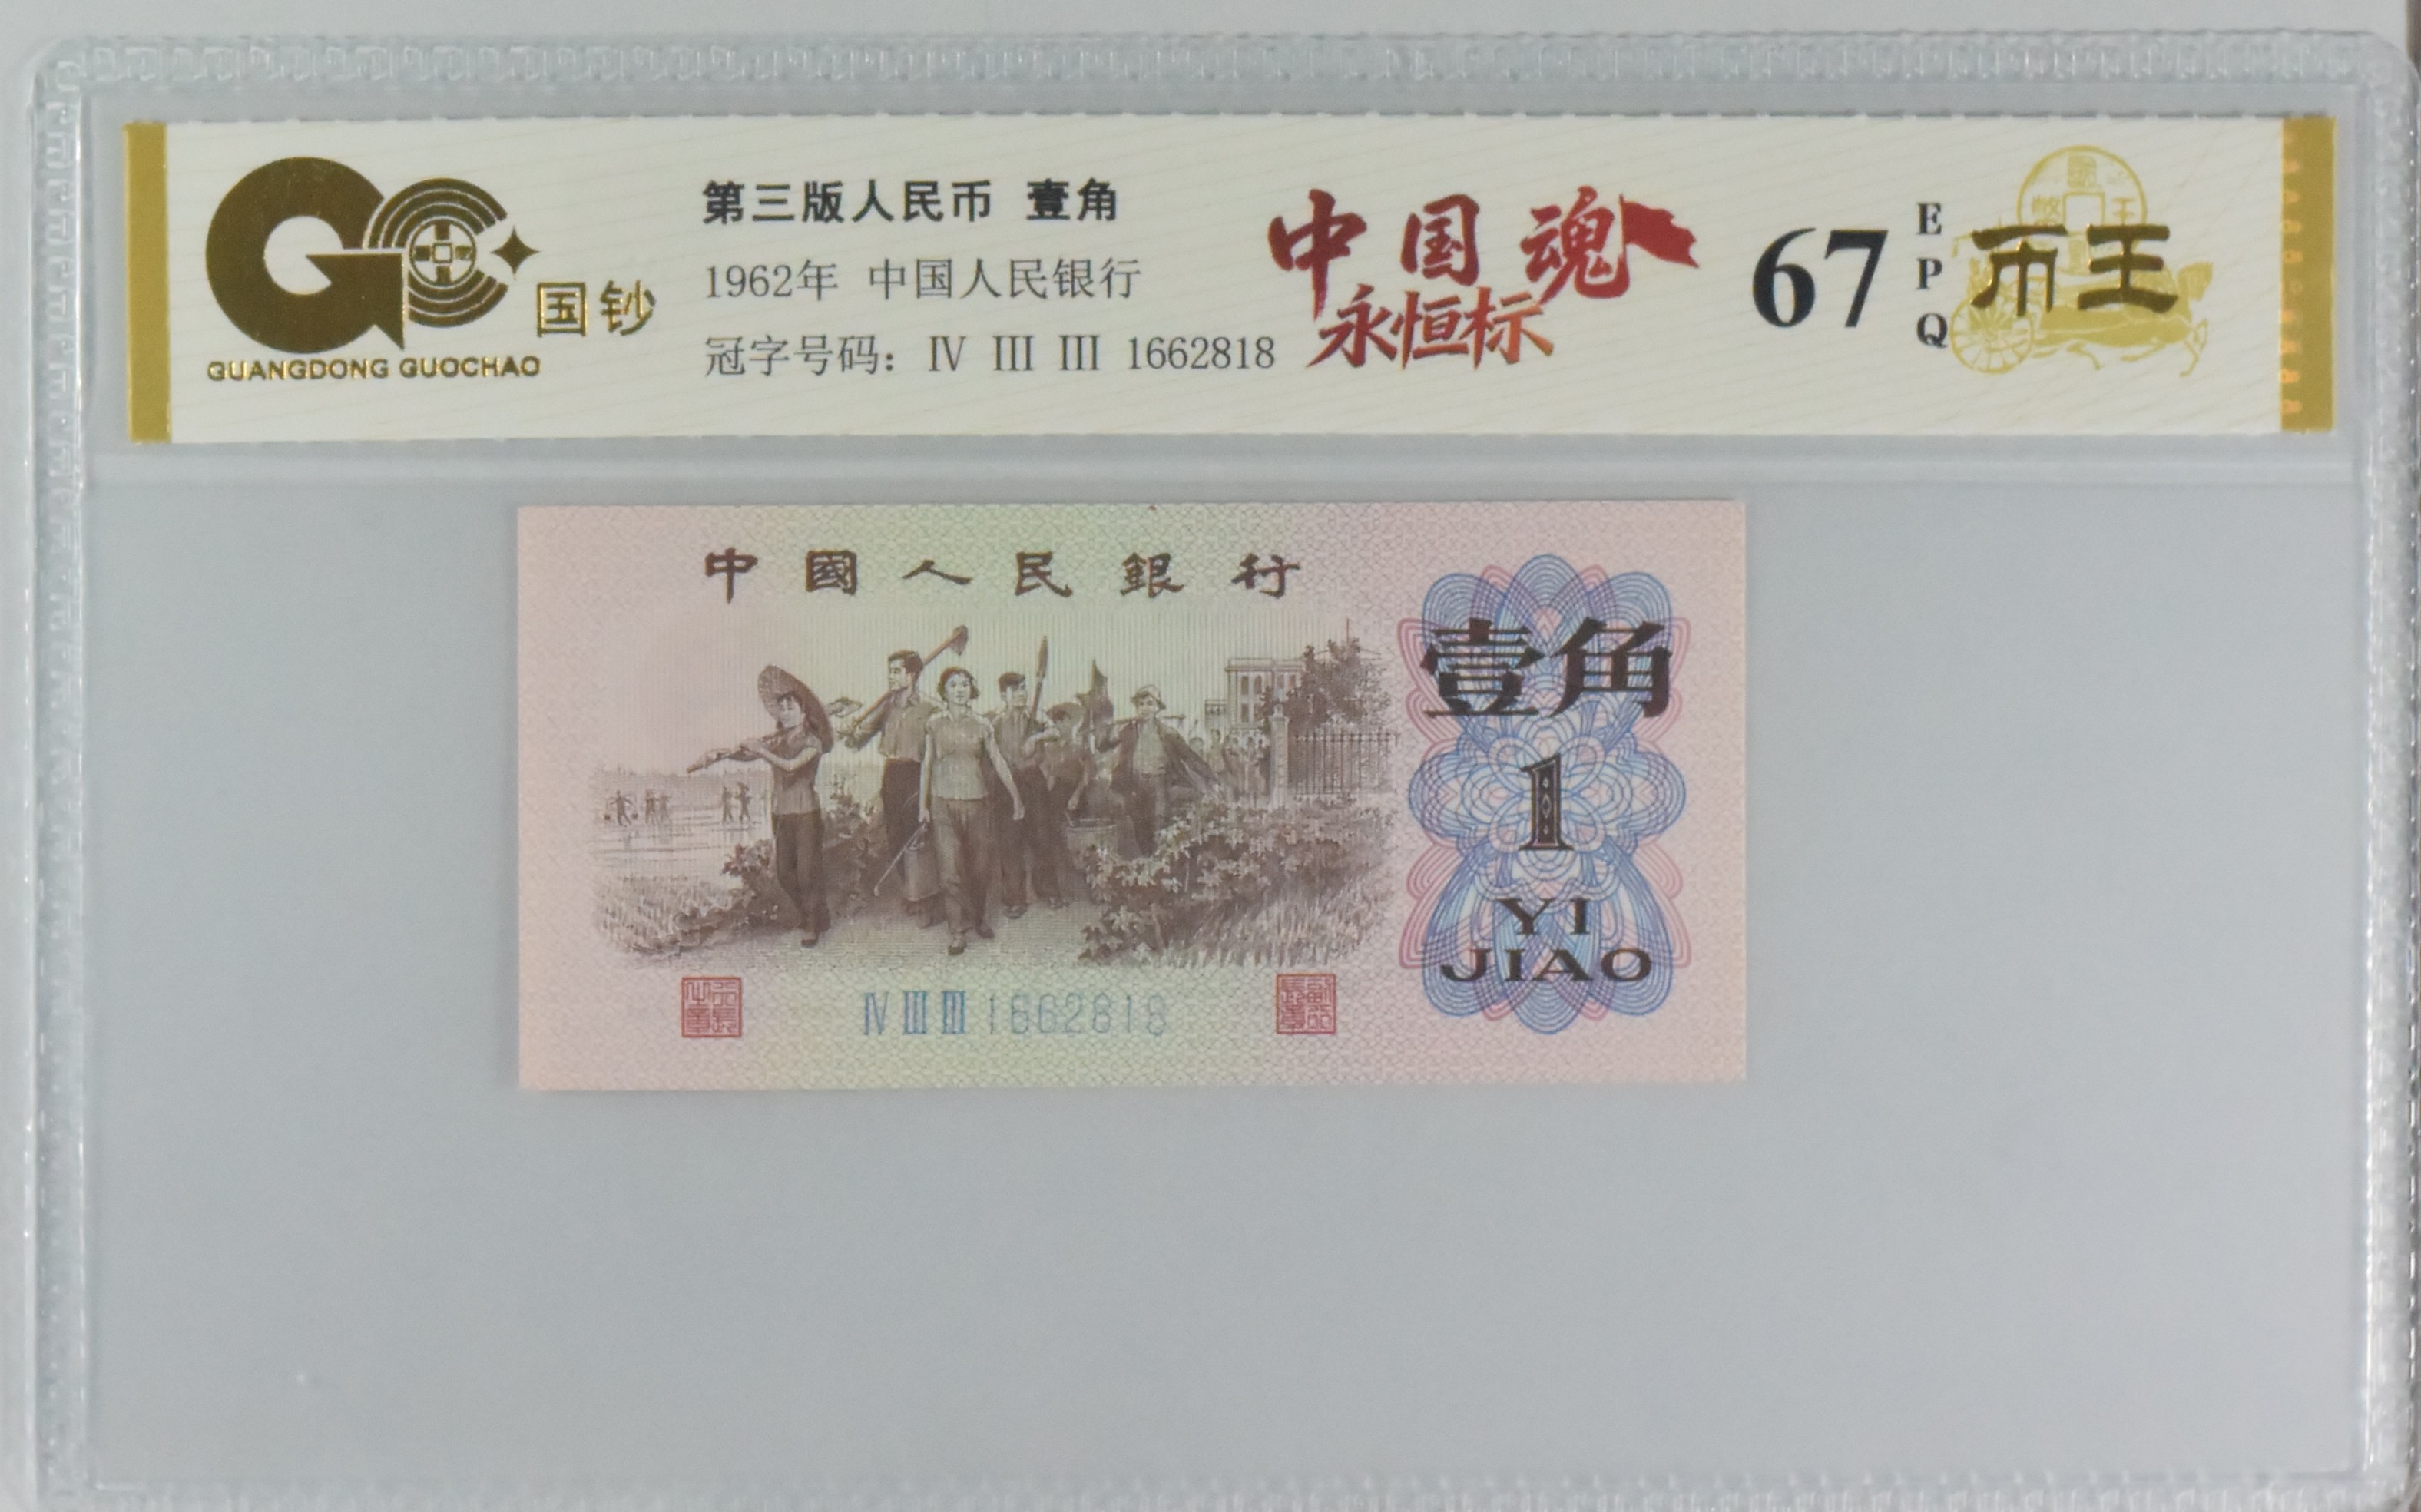 国钞
QUANGDONG GUOCHAO
第三版人民币 壹角
1962年 中国人民银行
冠字号码：Ⅳ Ⅲ Ⅲ 1662818
中国魂
永恒标
67
EPQ
币王
中國人民銀行
壹角
1
YI
JIAO
Ⅳ Ⅲ Ⅲ 1662818